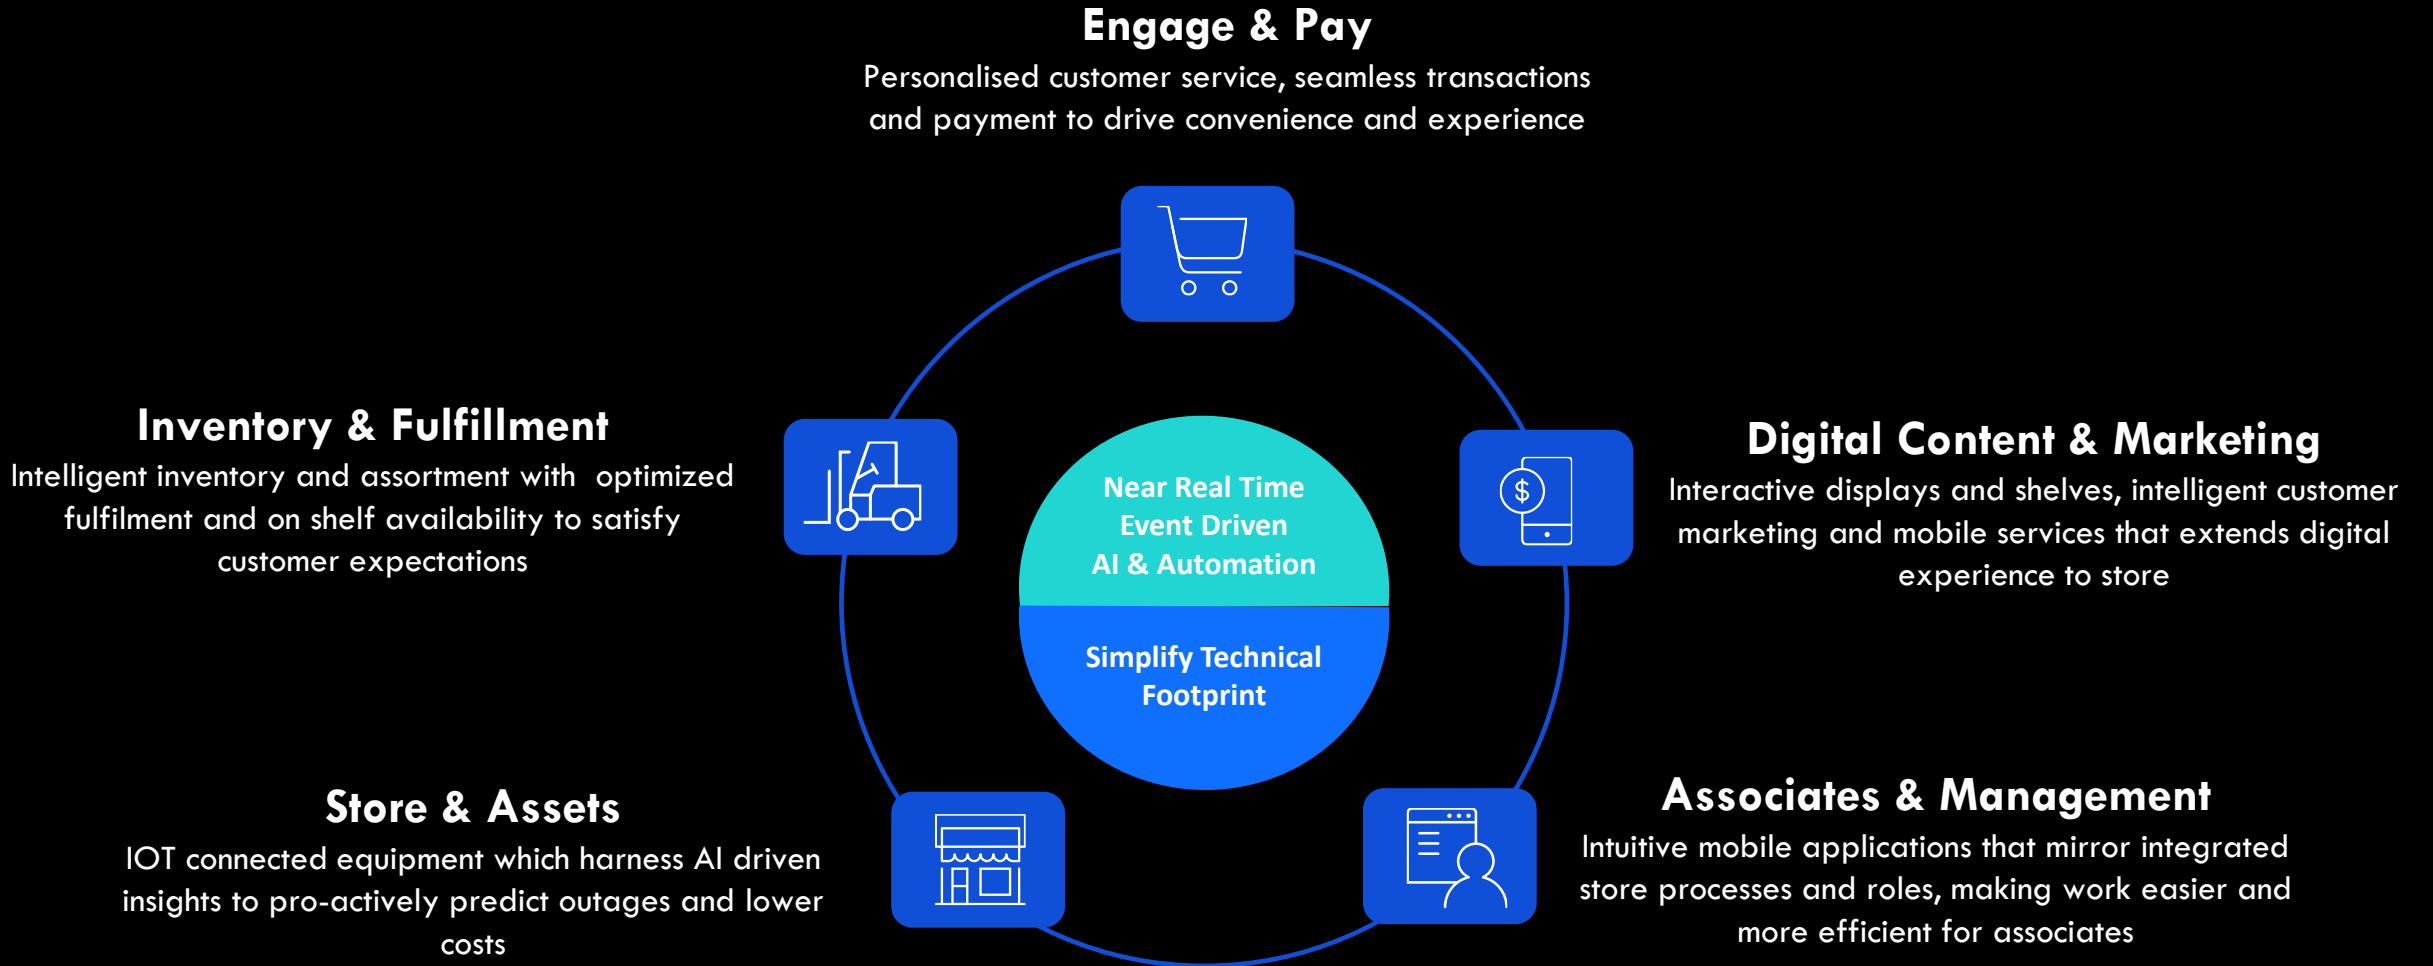 Engage & Pay
Personalised customer service, seamless transactions
and payment to drive convenience and experience
Inventory & Fulfillment
Intelligent inventory and assortment with  optimized
fulfilment and on shelf availability to satisfy
customer expectations
$
Digital Content & Marketing
Interactive displays and shelves, intelligent customer
marketing and mobile services that extends digital
experience to store
Near Real Time
Event Driven
AI & Automation
Simplify Technical
Footprint
Store & Assets
IOT connected equipment which harness AI driven
insights to pro-actively predict outages and lower
costs
Associates & Management
Intuitive mobile applications that mirror integrated
store processes and roles, making work easier and
more efficient for associates